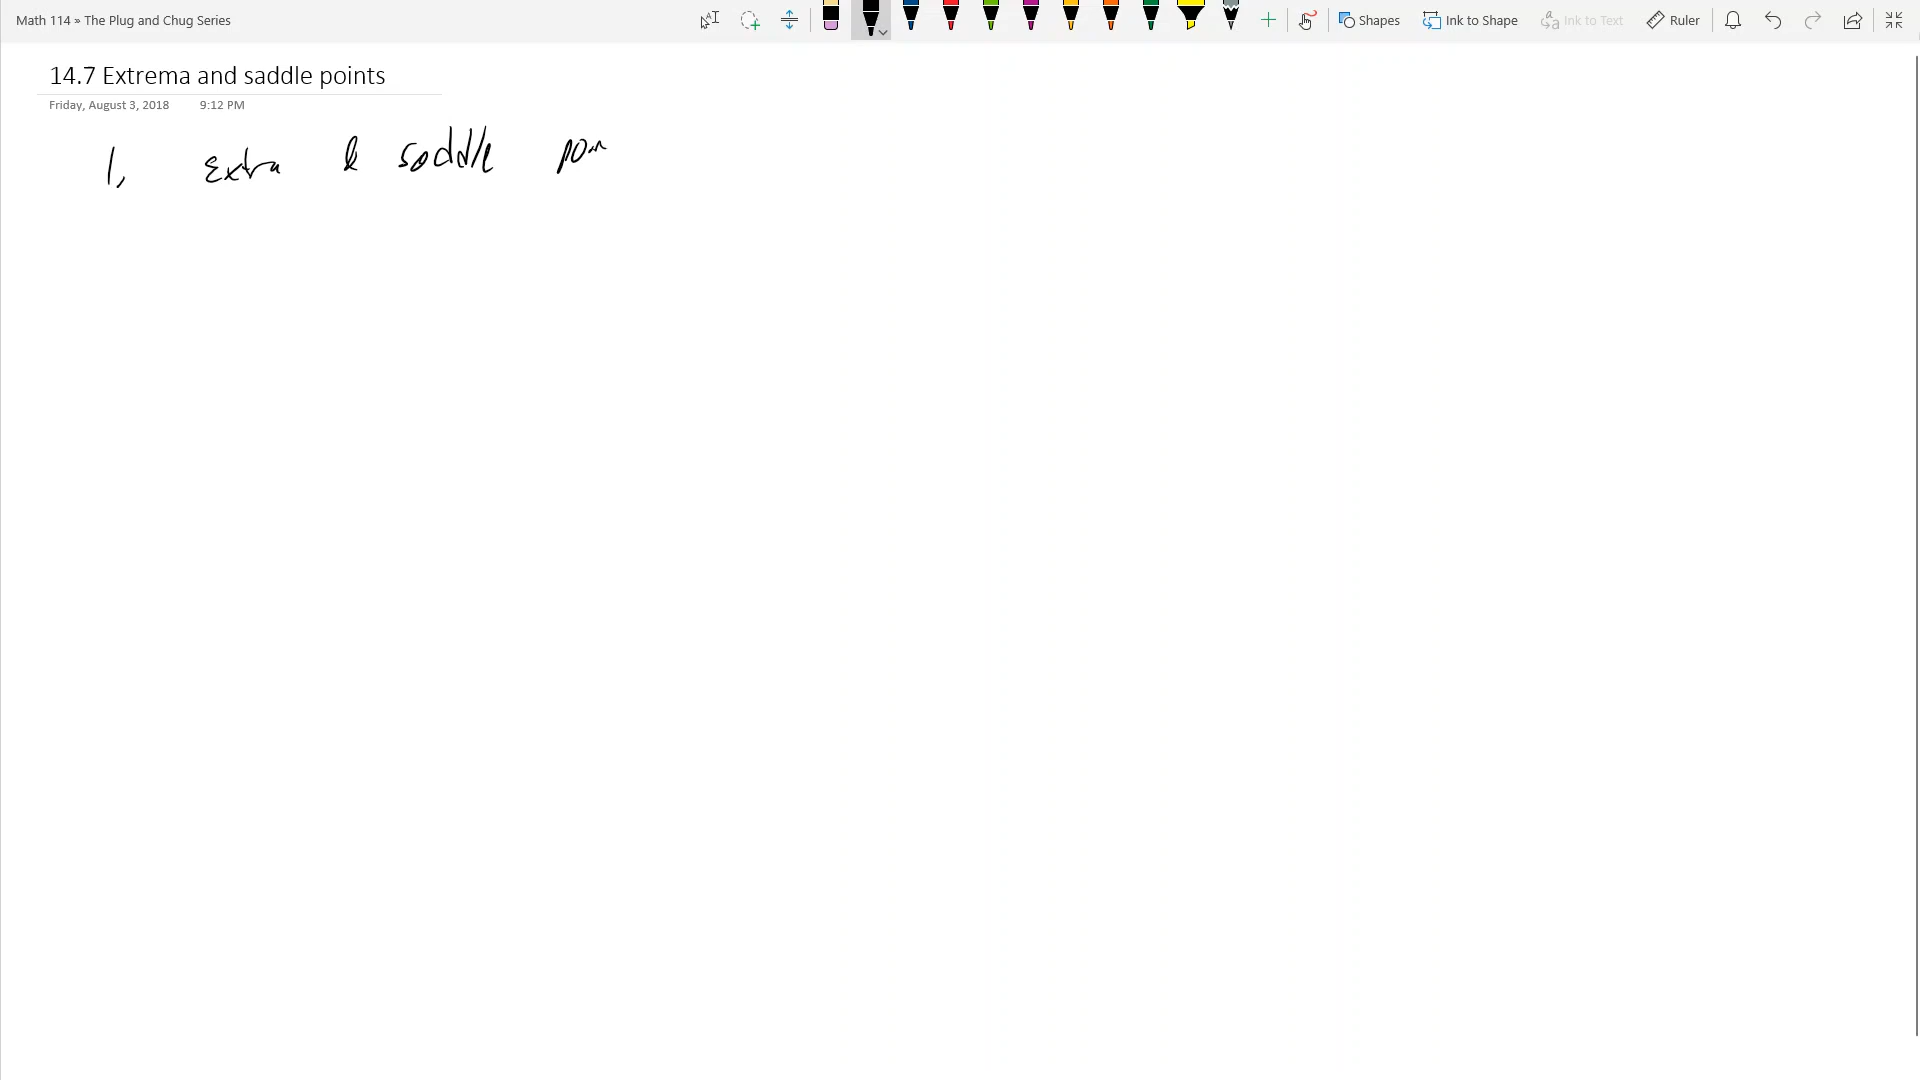 Math 114 » The Plug and Chug Series
Shapes
Ink to Shape
Ink to Text
Ruler
14.7 Extrema and saddle points
Friday, August 3, 2018 9:12 PM
1, Extra & saddle poin